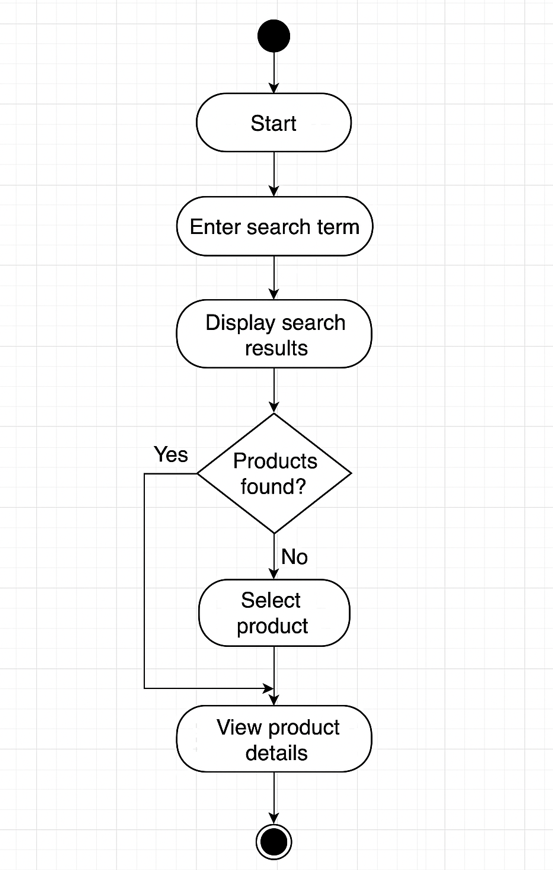 Start
Enter search term
Display search
results
Yes
Products
found?
No
Select
product
View product
details